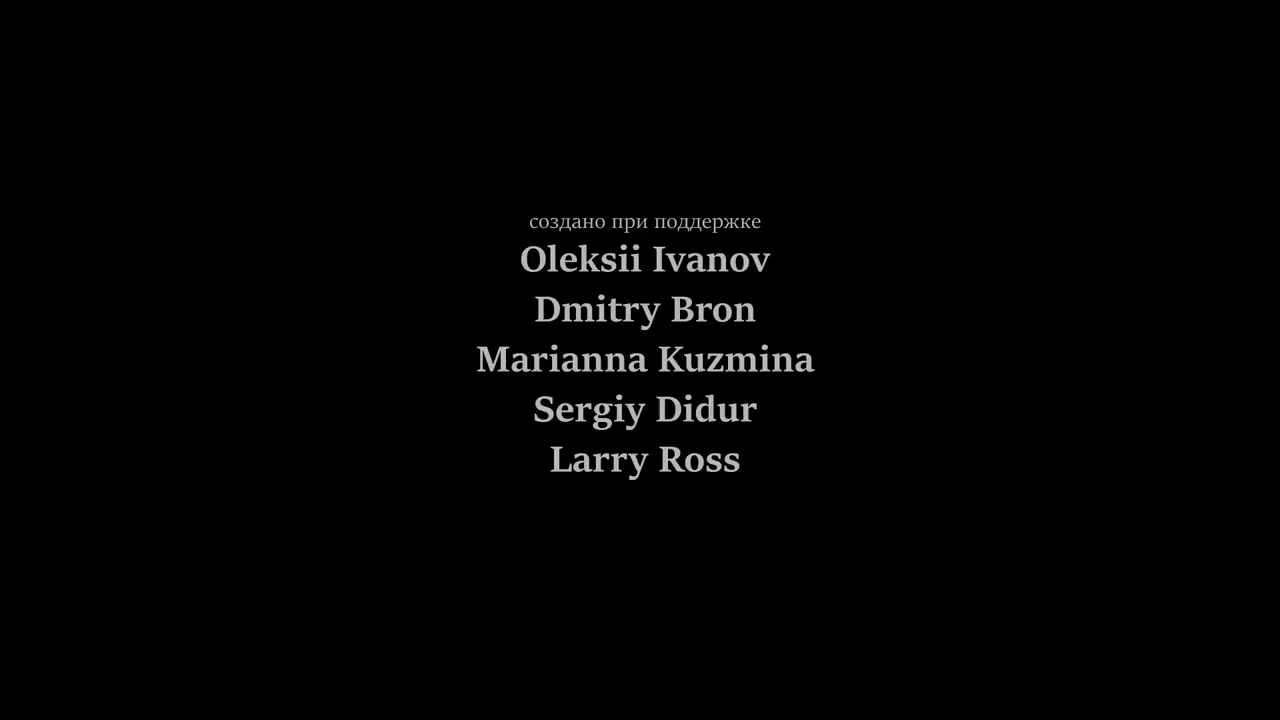 создано при поддержке
Oleksii Ivanov
Dmitry Bron
Marianna Kuzmina
Sergiy Didur
Larry Ross